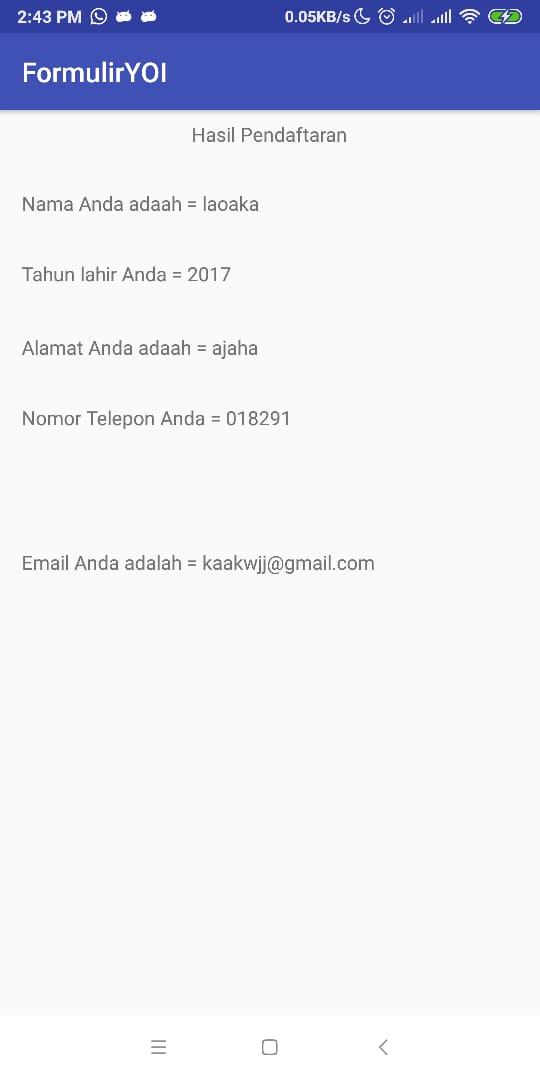 2:43 PM 0.05KB/s
FormulirYOI
Hasil Pendaftaran
Nama Anda adaah = laoaka
Tahun lahir Anda = 2017
Alamat Anda adaah = ajaha
Nomor Telepon Anda = 018291
Email Anda adalah = kaakwjj@gmail.com